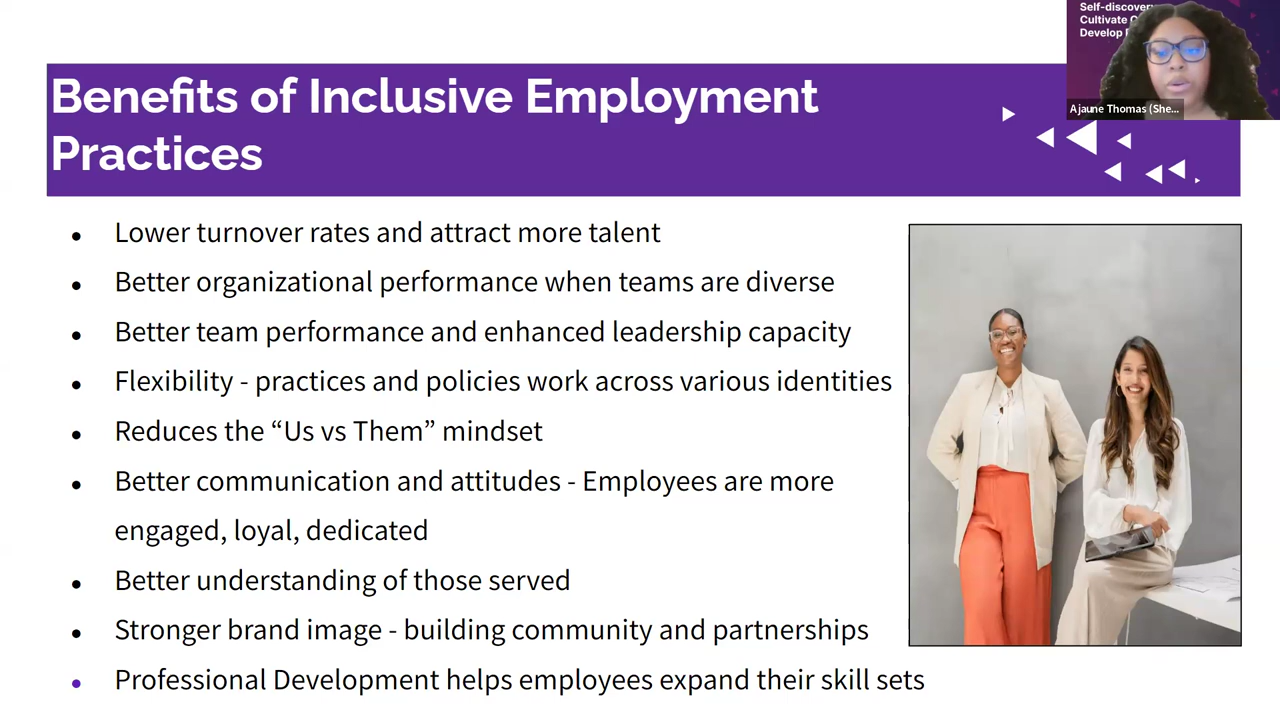 Self-discovery
Cultivate
Develop
Ajaune Thomas (She...
Benefits of Inclusive Employment
Practices
• Lower turnover rates and attract more talent
• Better organizational performance when teams are diverse
• Better team performance and enhanced leadership capacity
• Flexibility - practices and policies work across various identities
• Reduces the “Us vs Them” mindset
• Better communication and attitudes - Employees are more
engaged, loyal, dedicated
• Better understanding of those served
• Stronger brand image - building community and partnerships
• Professional Development helps employees expand their skill sets